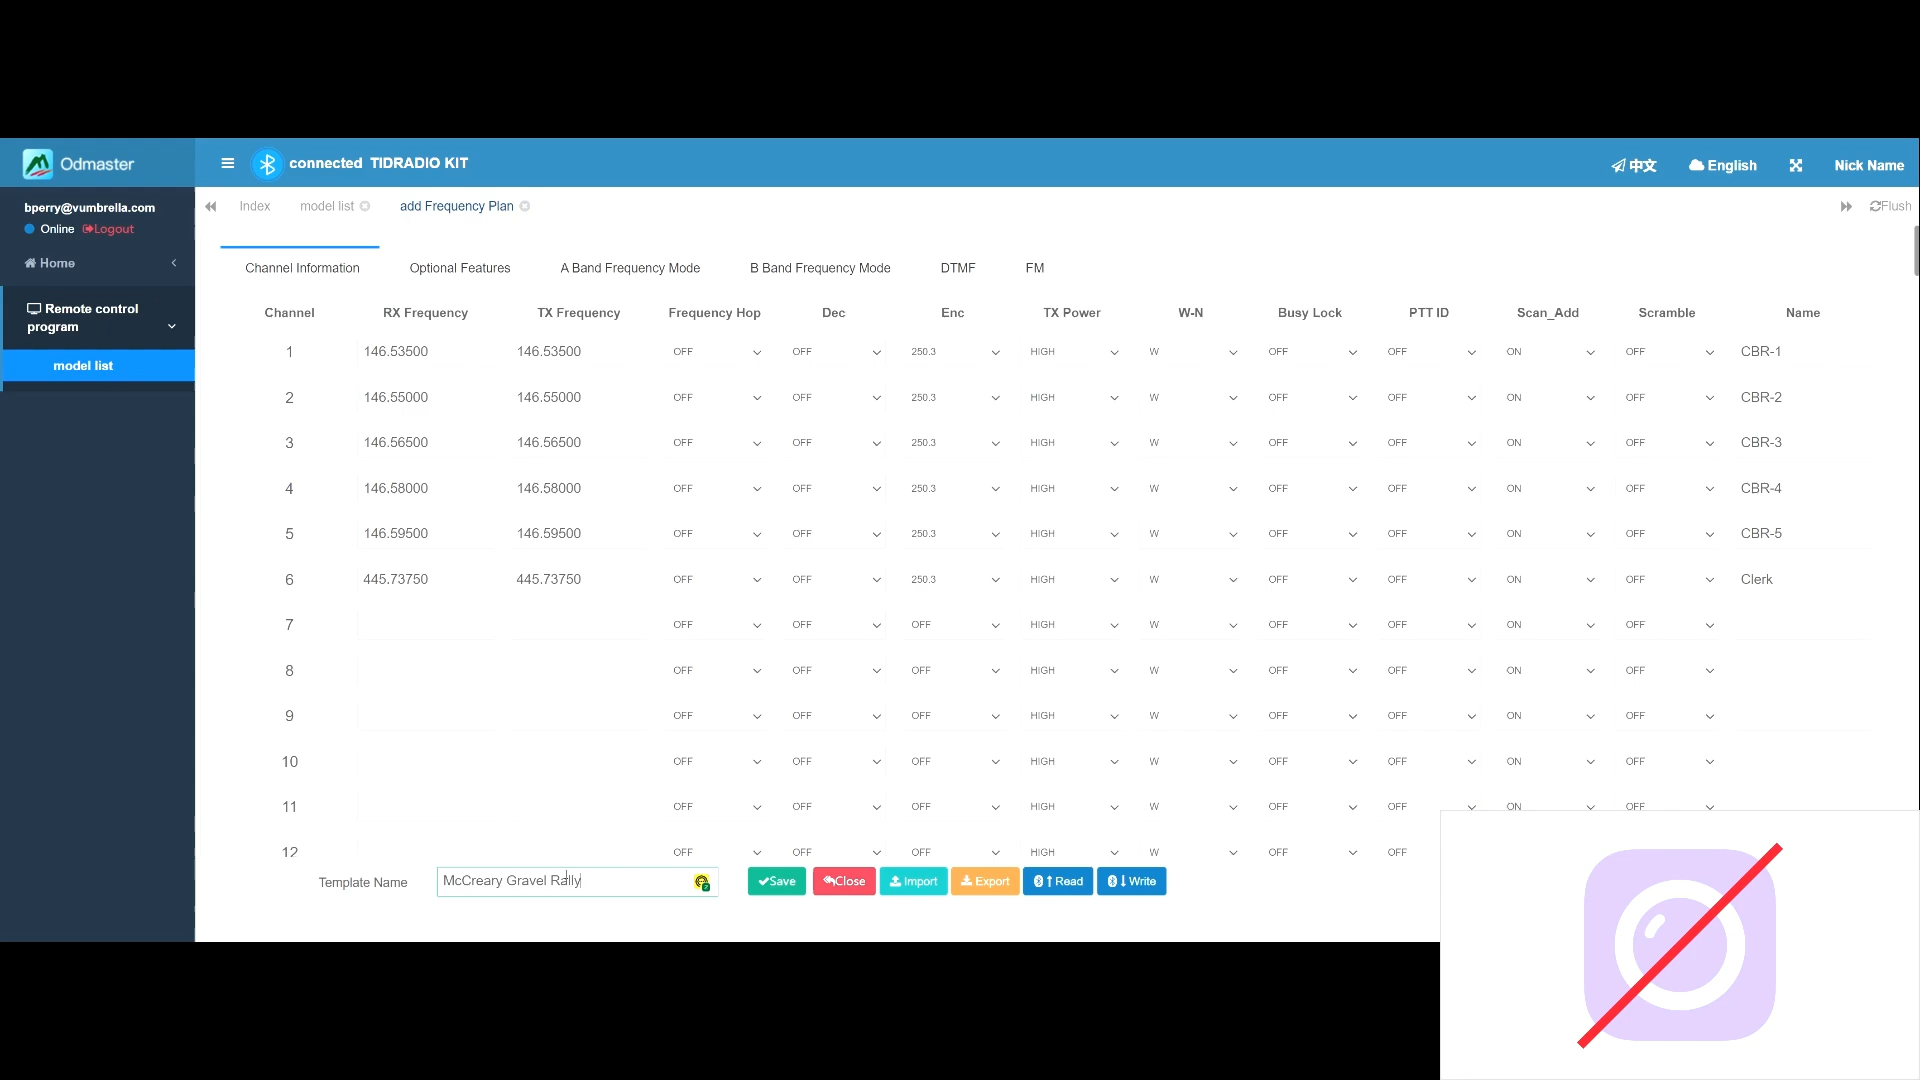 Odmaster
connected TIDRADIO KIT
中文
English
Nick Name
bperry@vumbrella.com
Online Logout
Home
Remote control program
model list
Index
model list
add Frequency Plan
Flush
Channel Information
Optional Features
A Band Frequency Mode
B Band Frequency Mode
DTMF
FM
Channel RX Frequency TX Frequency Frequency Hop Dec Enc TX Power W-N Busy Lock PTT ID Scan_Add Scramble Name
1 146.53500 146.53500 OFF OFF 250.3 HIGH W OFF OFF ON OFF CBR-1
2 146.55000 146.55000 OFF OFF 250.3 HIGH W OFF OFF ON OFF CBR-2
3 146.56500 146.56500 OFF OFF 250.3 HIGH W OFF OFF ON OFF CBR-3
4 146.58000 146.58000 OFF OFF 250.3 HIGH W OFF OFF ON OFF CBR-4
5 146.59500 146.59500 OFF OFF 250.3 HIGH W OFF OFF ON OFF CBR-5
6 445.73750 445.73750 OFF OFF 250.3 HIGH W OFF OFF ON OFF Clerk
7 OFF OFF OFF HIGH W OFF OFF ON OFF
8 OFF OFF OFF HIGH W OFF OFF ON OFF
9 OFF OFF OFF HIGH W OFF OFF ON OFF
10 OFF OFF OFF HIGH W OFF OFF ON OFF
11 OFF OFF OFF HIGH W OFF OFF ON OFF
12 OFF OFF OFF HIGH W OFF OFF
Template Name McCreary Gravel Rally Save Close Import Export Read Write